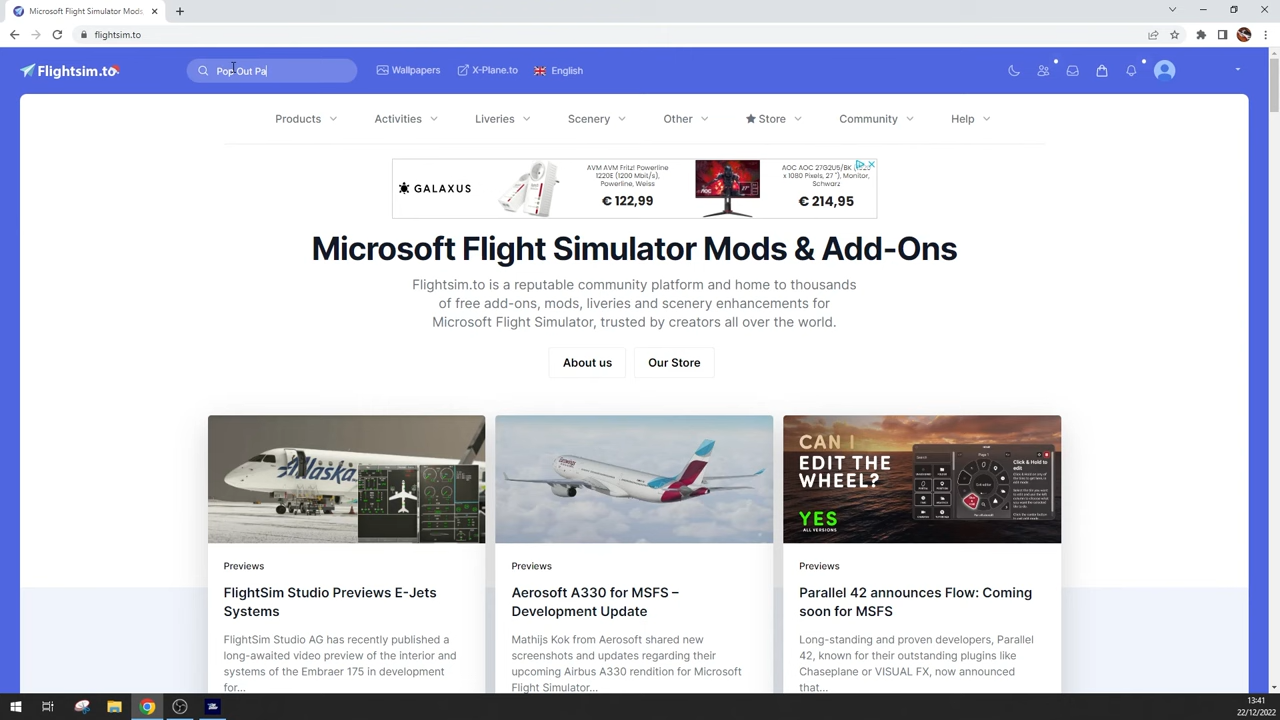 Microsoft Flight Simulator Mods,
flightsim.to
Flightsim.to
Pop Out Pa
Wallpapers
X-Plane.to
English
Products
Activities
Liveries
Scenery
Other
Store
Community
Help
GALAXUS
AVM AVM Fritz! Powerline
1220E (1200 Mbit/s),
Powerline, Weiss
€ 122,99
AOC AOC 27G2U5/BK (1920
x 1080 Pixels, 27 "), Monitor,
Schwarz
€ 214,95
Microsoft Flight Simulator Mods & Add-Ons
Flightsim.to is a reputable community platform and home to thousands
of free add-ons, mods, liveries and scenery enhancements for
Microsoft Flight Simulator, trusted by creators all over the world.
About us
Our Store
Alaska
CAN I
EDIT THE
WHEEL?
YES
ALL VERSIONS
Click & Hold to
edit
Previews
FlightSim Studio Previews E-Jets
Systems
FlightSim Studio AG has recently published a
long-awaited video preview of the interior and
systems of the Embraer 175 in development
for...
Previews
Aerosoft A330 for MSFS –
Development Update
Mathijs Kok from Aerosoft shared new
screenshots and updates regarding their
upcoming Airbus A330 rendition for Microsoft
Flight Simulator...
Previews
Parallel 42 announces Flow: Coming
soon for MSFS
Long-standing and proven developers, Parallel
42, known for their outstanding plugins like
Chaseplane or VISUAL FX, now announced
that...
13:41
22/12/2022